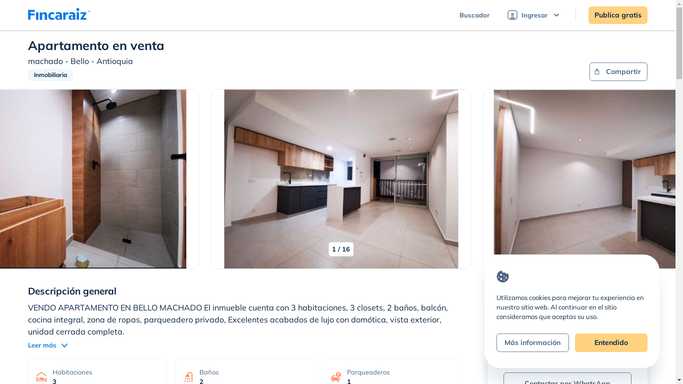 Fincaraiz
Buscador
Ingresar
Publica gratis
Apartamento en venta
machado - Bello - Antioquia
Inmobiliaria
Compartir
1 / 16
Descripción general
VENDO APARTAMENTO EN BELLO MACHADO El inmueble cuenta con 3 habitaciones, 3 closets, 2 baños, balcón,
cocina integral, zona de ropas, parqueadero privado, Excelentes acabados de lujo con domótica, vista exterior,
unidad cerrada completa.
Leer más
Habitaciones
3
Baños
2
Parqueaderos
1
Utilizamos cookies para mejorar tu experiencia en
nuestro sitio web. Al continuar en el sitio
consideramos que aceptas su uso.
Más información
Entendido
Contactar por WhatsApp